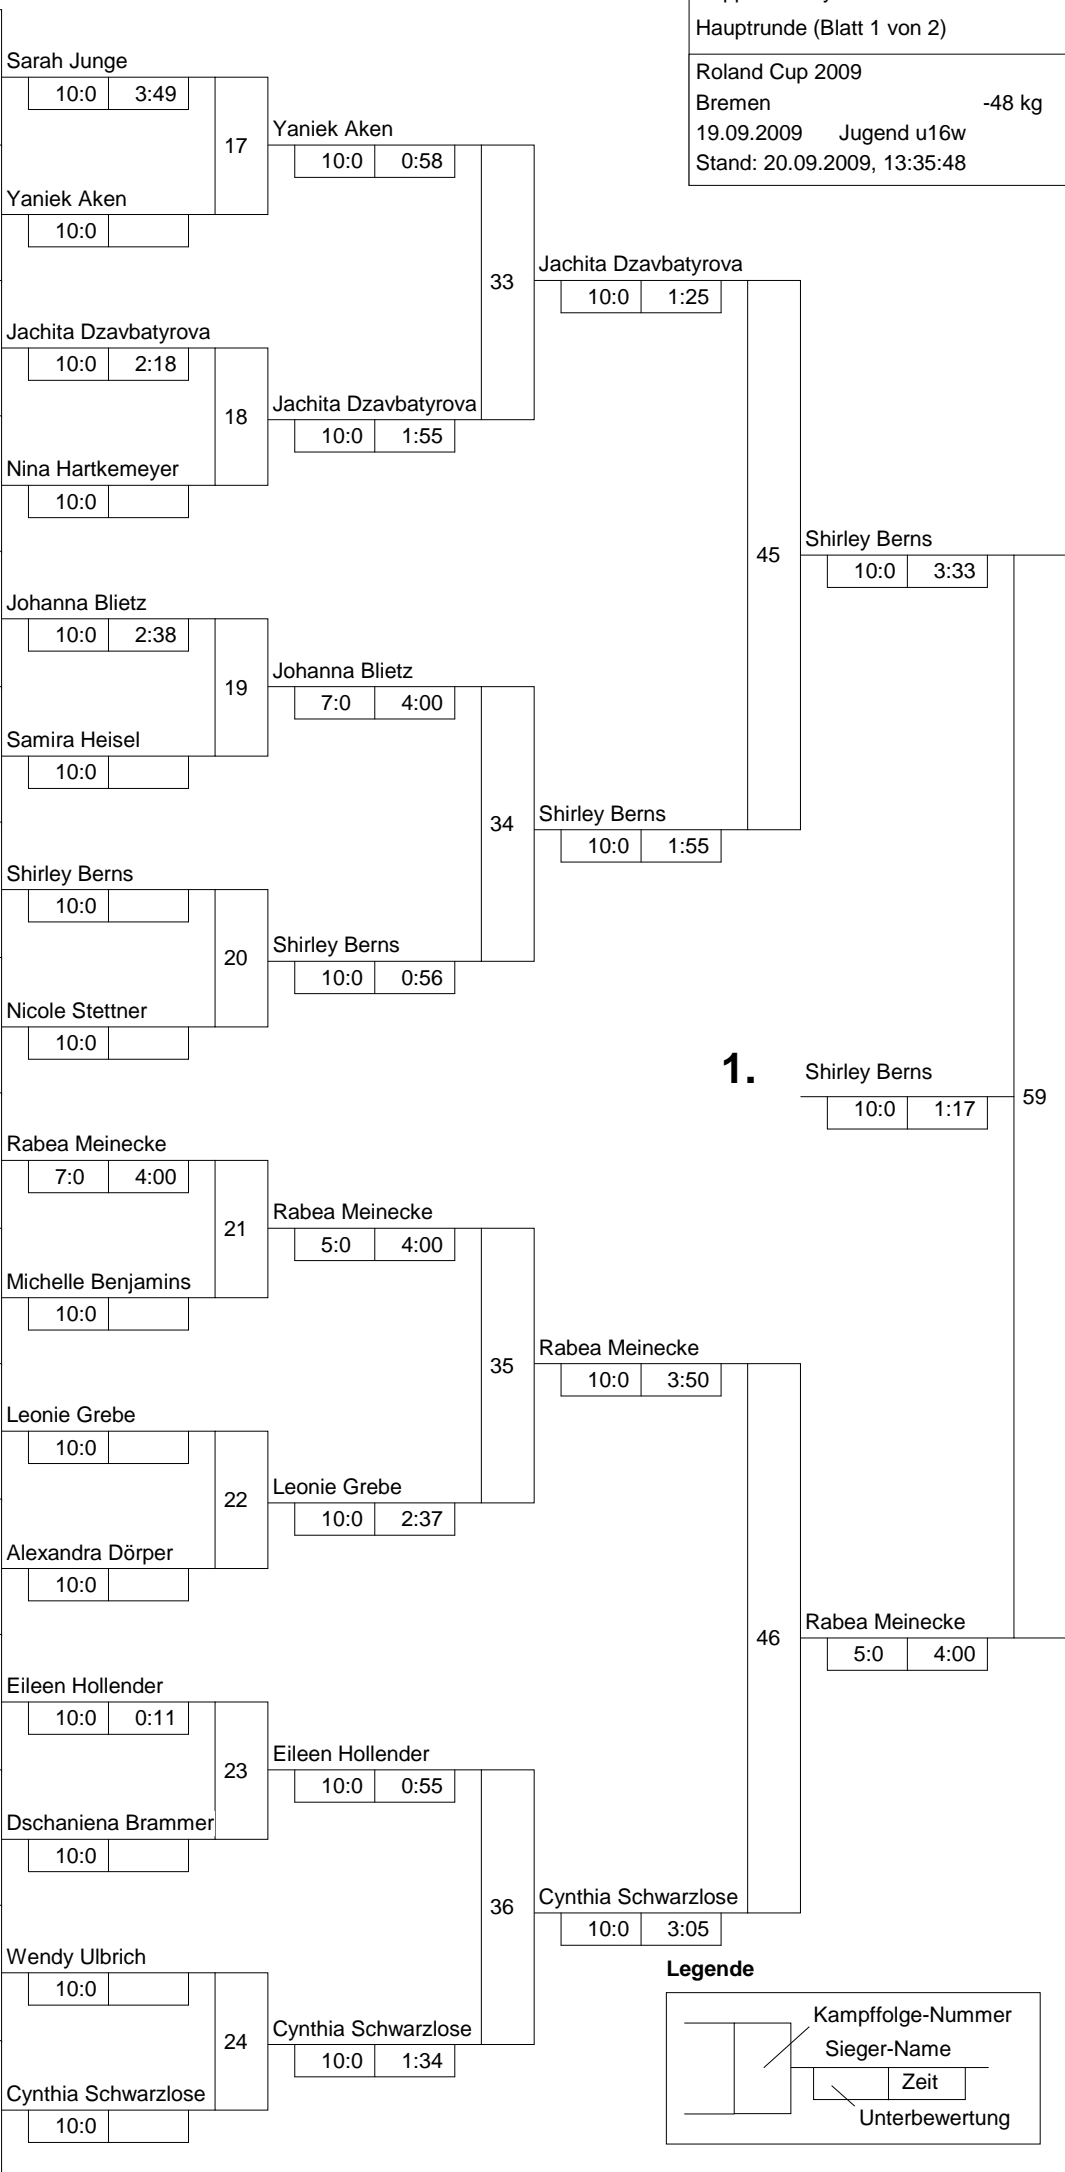 Hauptrunde (Blatt 1 von 2)
Roland Cup 2009
Bremen -48 kg
19.09.2009 Jugend u16w
Stand: 20.09.2009, 13:35:48
Sarah Junge
10:0 3:49
17
Yaniek Aken
10:0 0:58
Yaniek Aken
10:0
33
Jachita Dzavbatyrova
10:0 1:25
Jachita Dzavbatyrova
10:0 2:18
18
Jachita Dzavbatyrova
10:0 1:55
Nina Hartkemeyer
10:0
45
Shirley Berns
10:0 3:33
Johanna Blietz
10:0 2:38
19
Johanna Blietz
7:0 4:00
Samira Heisel
10:0
34
Shirley Berns
10:0 1:55
Shirley Berns
10:0
20
Shirley Berns
10:0 0:56
Nicole Stettner
10:0
1. Shirley Berns
10:0 1:17
59
Rabea Meinecke
7:0 4:00
21
Rabea Meinecke
5:0 4:00
Michelle Benjamins
10:0
35
Rabea Meinecke
10:0 3:50
Leonie Grebe
10:0
22
Leonie Grebe
10:0 2:37
Alexandra Dörper
10:0
46
Rabea Meinecke
5:0 4:00
Eileen Hollender
10:0 0:11
23
Eileen Hollender
10:0 0:55
Dschaniena Brammer
10:0
36
Cynthia Schwarzlose
10:0 3:05
Wendy Ulbrich
10:0
24
Cynthia Schwarzlose
10:0 1:34
Cynthia Schwarzlose
10:0
Legende
Kampffolge-Nummer
Sieger-Name
Zeit
Unterbewertung